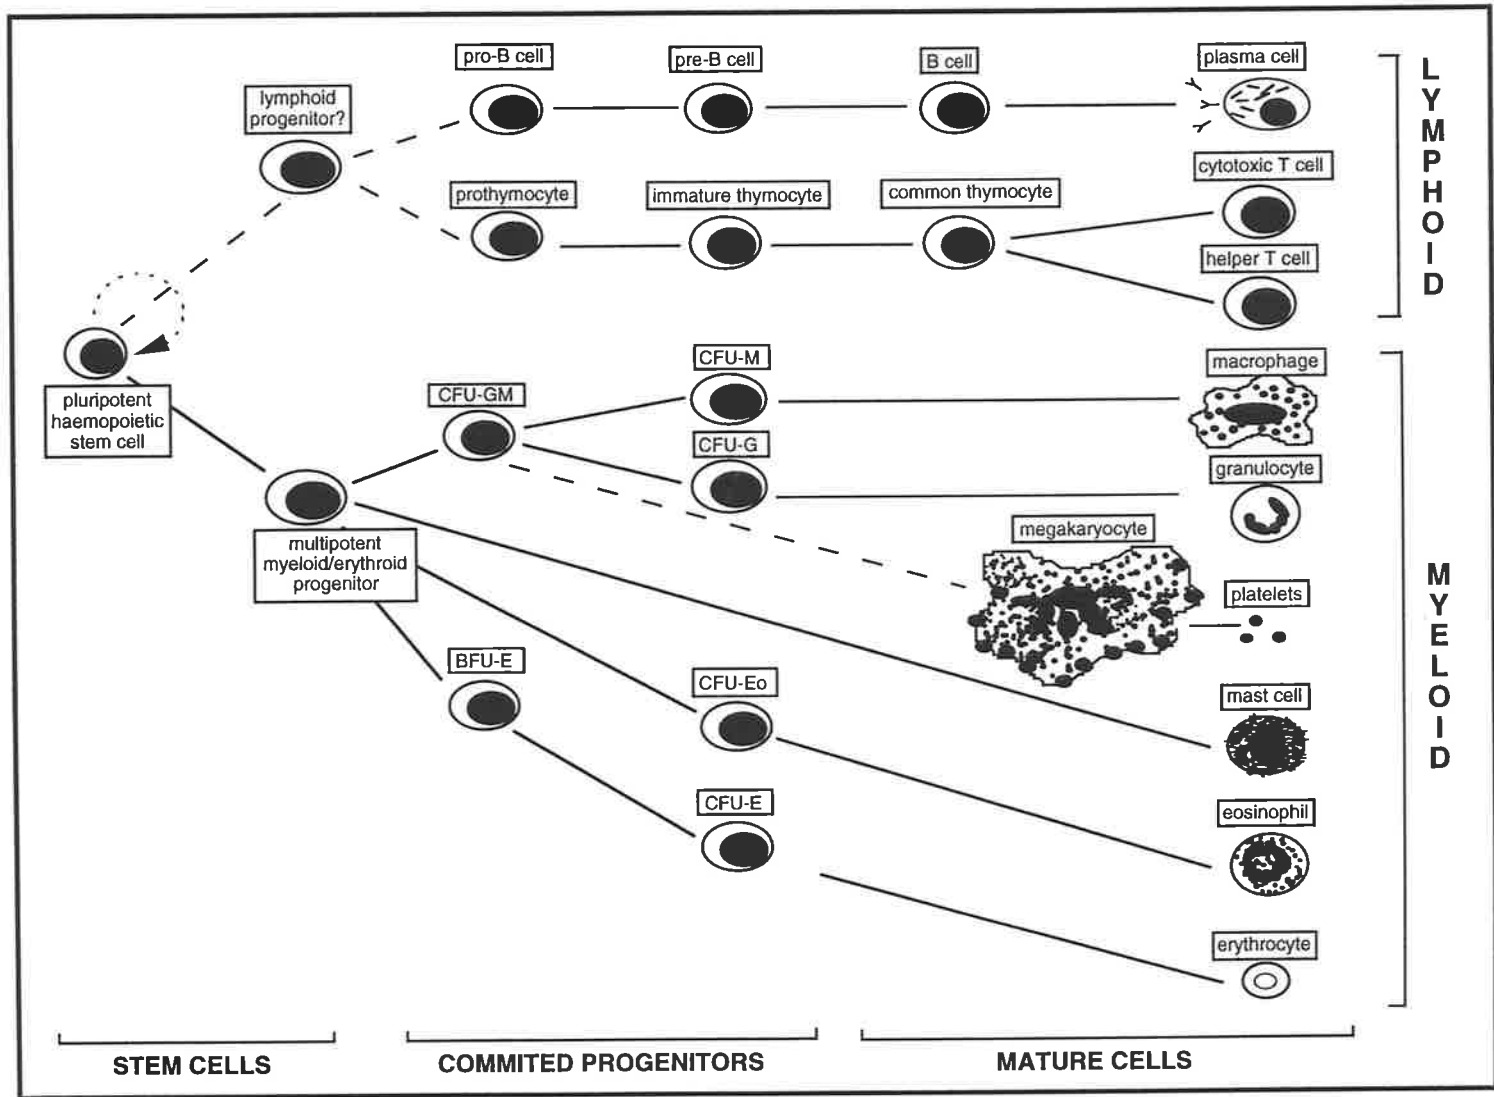 pro-B cell
pre-B cell
B cell
plasma cell
lymphoid
progenitor?
cytotoxic T cell
prothymocyte
immature thymocyte
common thymocyte
helper T cell
LYMPHOID
pluripotent
haemopoietic
stem cell
CFU-GM
CFU-M
macrophage
CFU-G
granulocyte
multipotent
myeloid/erythroid
progenitor
megakaryocyte
platelets
BFU-E
CFU-Eo
mast cell
CFU-E
eosinophil
erythrocyte
MYELOID
STEM CELLS
COMMITED PROGENITORS
MATURE CELLS